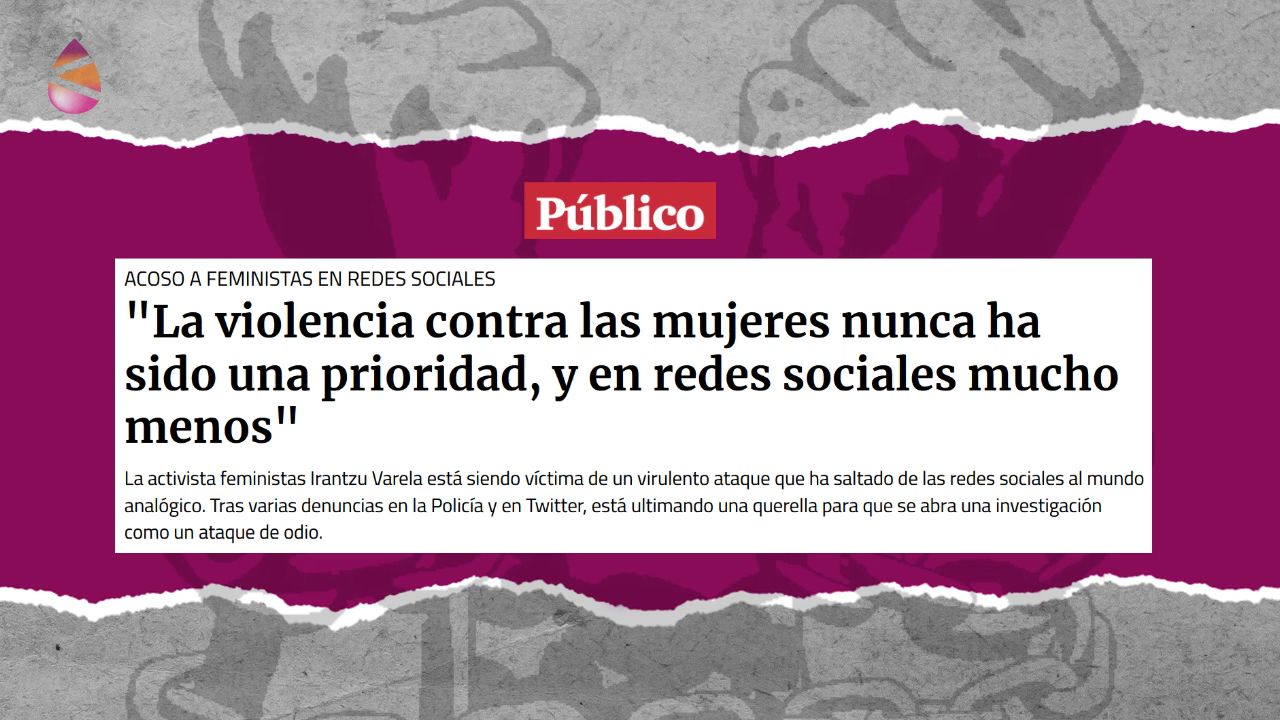 Público
ACOSO A FEMINISTAS EN REDES SOCIALES
"La violencia contra las mujeres nunca ha
sido una prioridad, y en redes sociales mucho
menos"
La activista feministas Irantzu Varela está siendo víctima de un virulento ataque que ha saltado de las redes sociales al mundo
analógico. Tras varias denuncias en la Policía y en Twitter, está ultimando una querella para que se abra una investigación
como un ataque de odio.